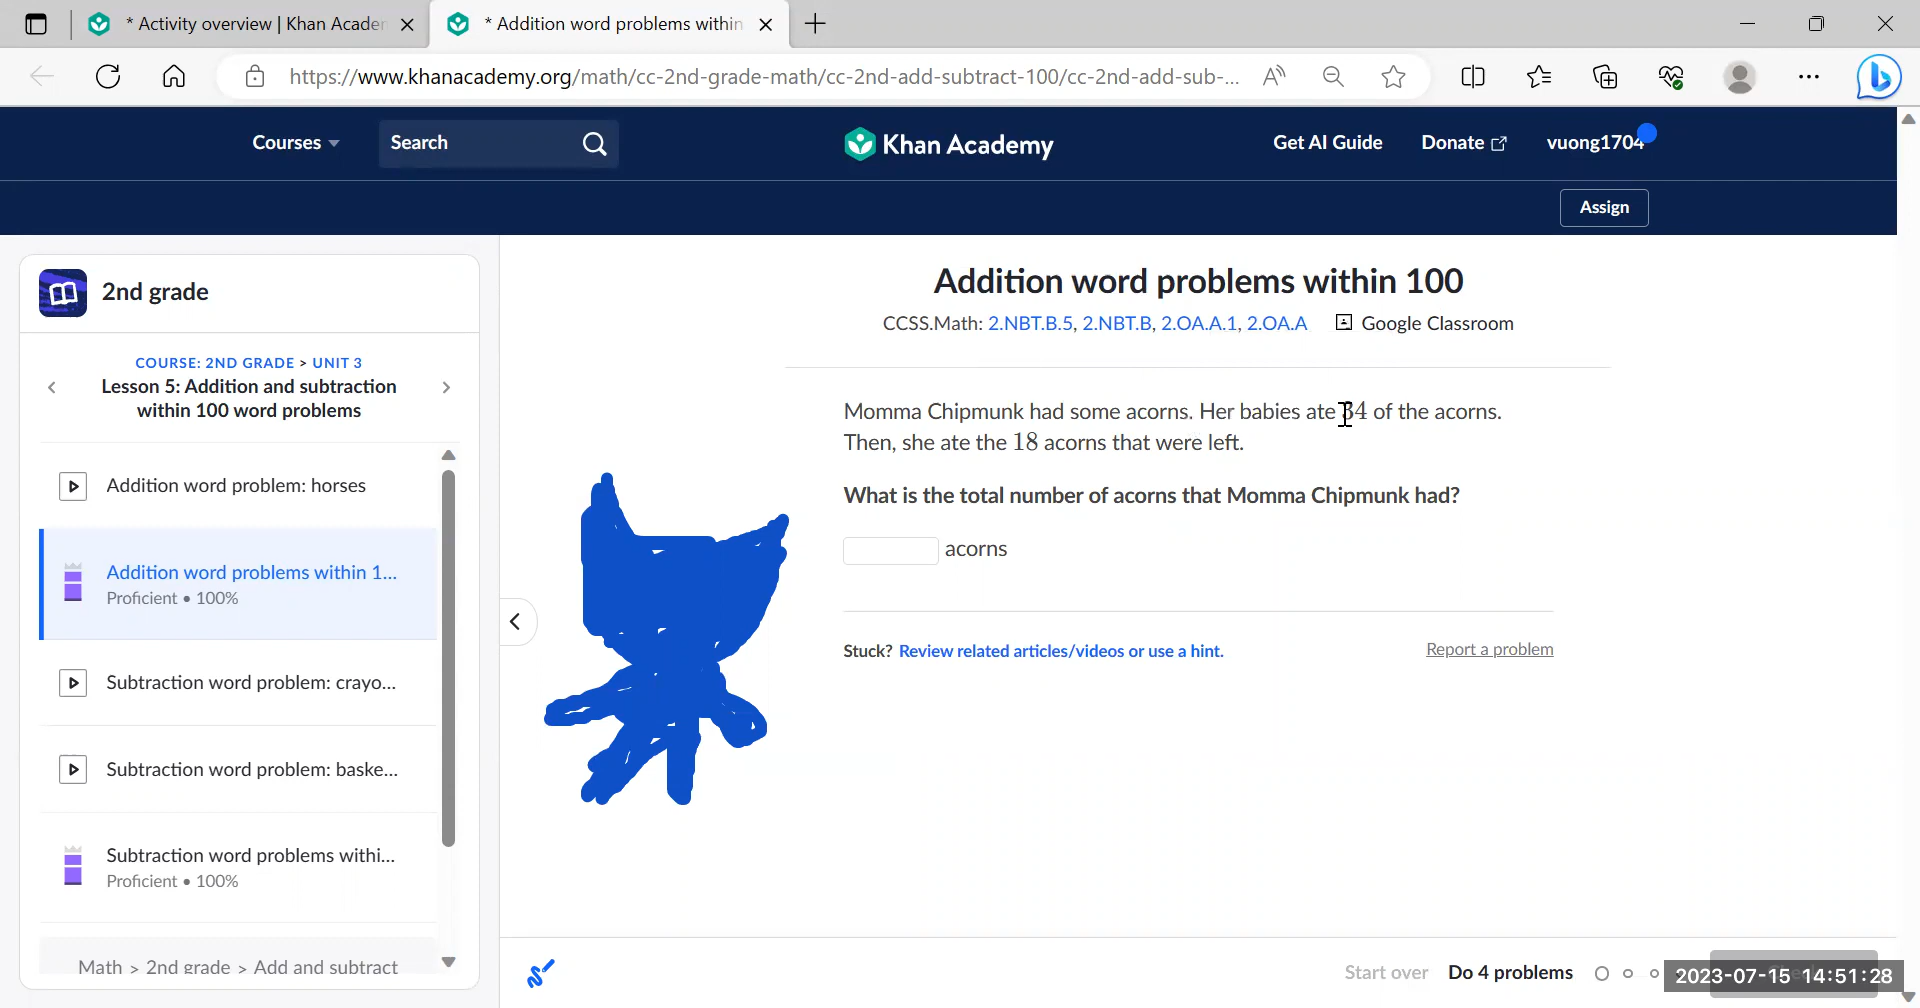 * Activity overview | Khan Acade
* Addition word problems within
https://www.khanacademy.org/math/cc-2nd-grade-math/cc-2nd-add-subtract-100/cc-2nd-add-sub-...
Courses
Search
Khan Academy
Get AI Guide
Donate
vuong1704
Assign
2nd grade
COURSE: 2ND GRADE > UNIT 3
Lesson 5: Addition and subtraction
within 100 word problems
Addition word problem: horses
Addition word problems within 1...
Proficient • 100%
Subtraction word problem: crayo...
Subtraction word problem: baske...
Subtraction word problems withi...
Proficient • 100%
Math > 2nd grade > Add and subtract
Addition word problems within 100
CCSS.Math: 2.NBT.B.5, 2.NBT.B, 2.OA.A.1, 2.OA.A
Google Classroom
Momma Chipmunk had some acorns. Her babies ate 34 of the acorns.
Then, she ate the 18 acorns that were left.
What is the total number of acorns that Momma Chipmunk had?
acorns
Stuck? Review related articles/videos or use a hint.
Report a problem
Start over
Do 4 problems
2023-07-15 14:51:28